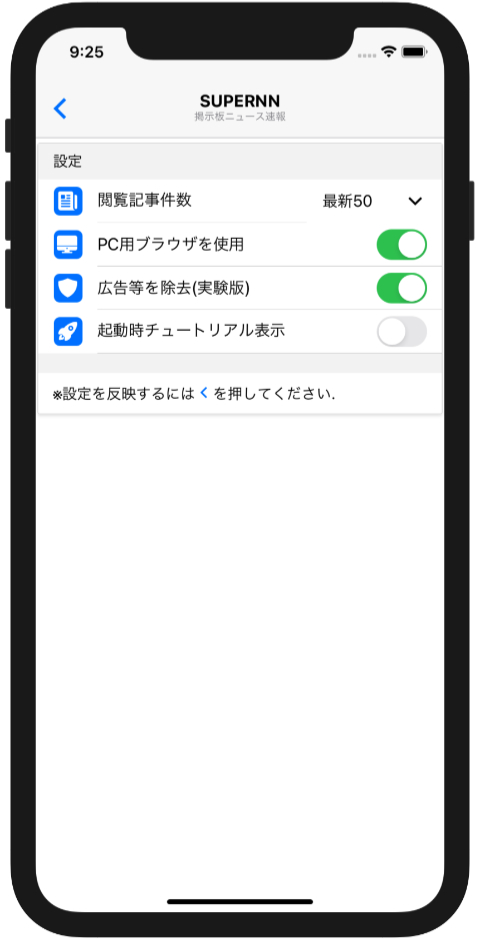 9:25
SUPERNN
掲示板ニュース速報
設定
閲覧記事件数 最新50
PC用ブラウザを使用
広告等を除去(実験版)
起動時チュートリアル表示
※設定を反映するには < を押してください.